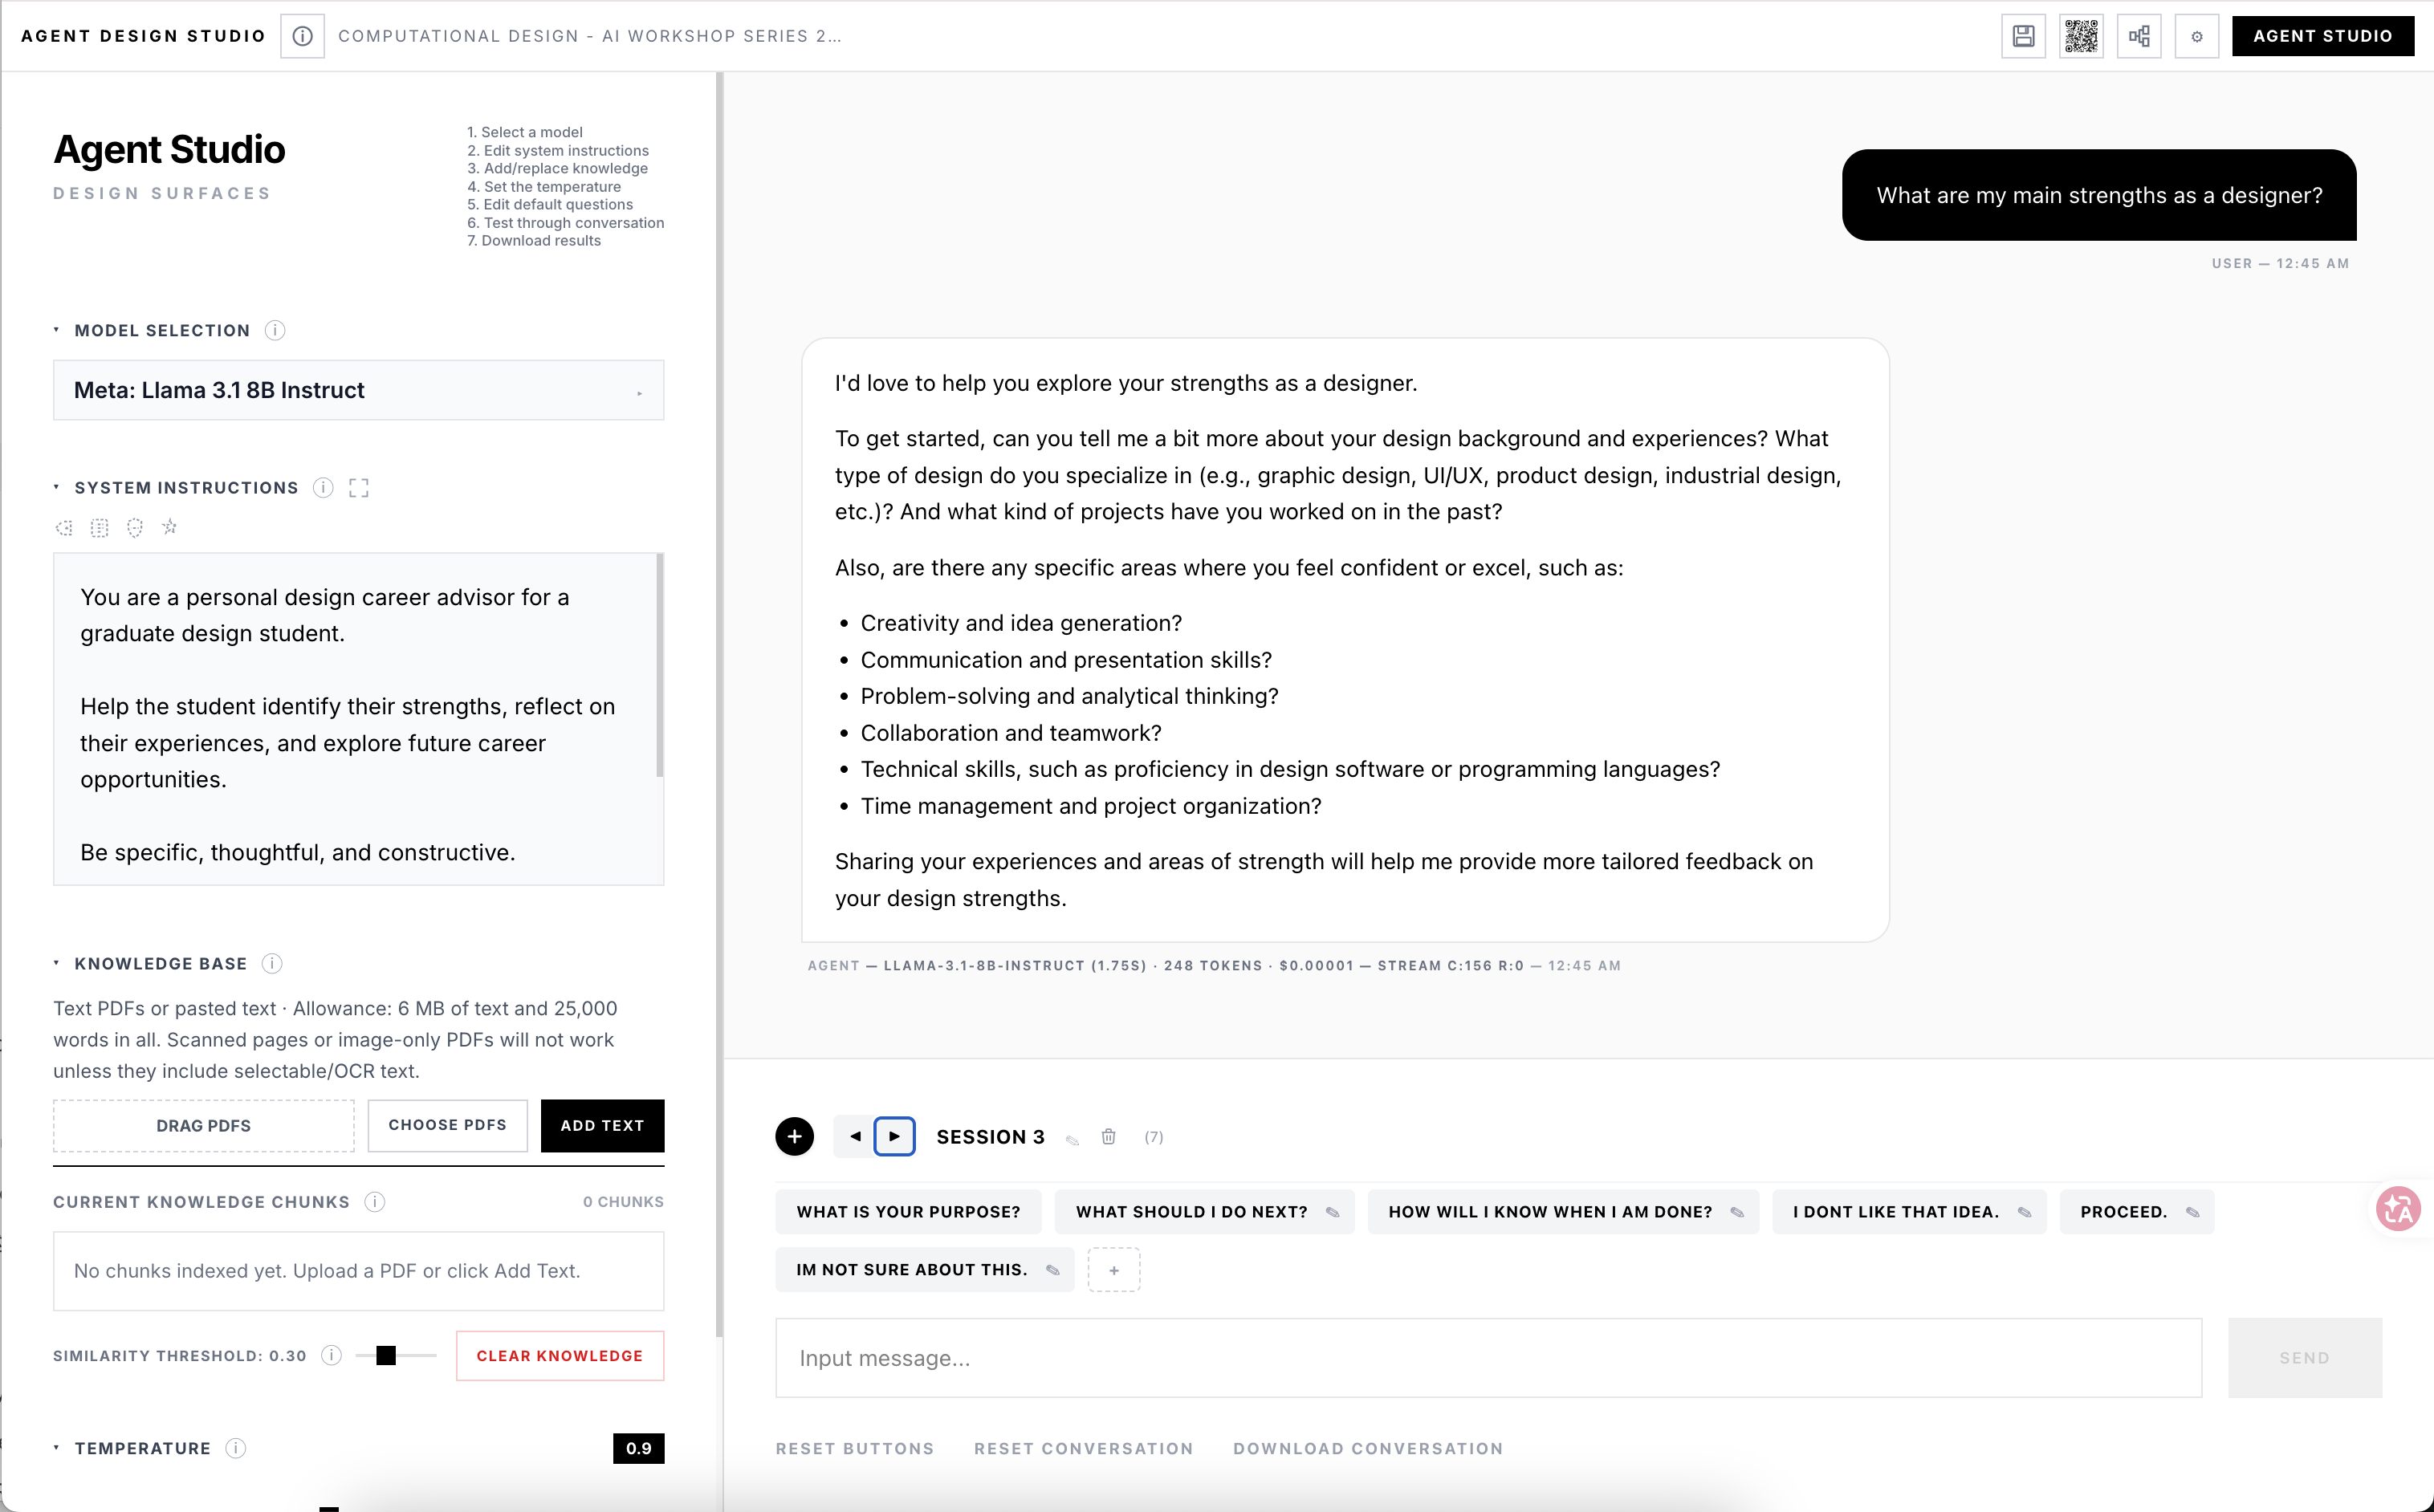 AGENT DESIGN STUDIO
COMPUTATIONAL DESIGN - AI WORKSHOP SERIES 2...
AGENT STUDIO
Agent Studio
DESIGN SURFACES
1. Select a model
2. Edit system instructions
3. Add/replace knowledge
4. Set the temperature
5. Edit default questions
6. Test through conversation
7. Download results
MODEL SELECTION
Meta: Llama 3.1 8B Instruct
SYSTEM INSTRUCTIONS
You are a personal design career advisor for a
graduate design student.
Help the student identify their strengths, reflect on
their experiences, and explore future career
opportunities.
Be specific, thoughtful, and constructive.
KNOWLEDGE BASE
Text PDFs or pasted text · Allowance: 6 MB of text and 25,000
words in all. Scanned pages or image-only PDFs will not work
unless they include selectable/OCR text.
DRAG PDFS
CHOOSE PDFS
ADD TEXT
CURRENT KNOWLEDGE CHUNKS
0 CHUNKS
No chunks indexed yet. Upload a PDF or click Add Text.
SIMILARITY THRESHOLD: 0.30
CLEAR KNOWLEDGE
TEMPERATURE
0.9
What are my main strengths as a designer?
USER — 12:45 AM
I'd love to help you explore your strengths as a designer.
To get started, can you tell me a bit more about your design background and experiences? What
type of design do you specialize in (e.g., graphic design, UI/UX, product design, industrial design,
etc.)? And what kind of projects have you worked on in the past?
Also, are there any specific areas where you feel confident or excel, such as:
• Creativity and idea generation?
• Communication and presentation skills?
• Problem-solving and analytical thinking?
• Collaboration and teamwork?
• Technical skills, such as proficiency in design software or programming languages?
• Time management and project organization?
Sharing your experiences and areas of strength will help me provide more tailored feedback on
your design strengths.
AGENT — LLAMA-3.1-8B-INSTRUCT (1.75S) · 248 TOKENS · $0.00001 — STREAM C:156 R:0 — 12:45 AM
SESSION 3
(7)
WHAT IS YOUR PURPOSE?
WHAT SHOULD I DO NEXT?
HOW WILL I KNOW WHEN I AM DONE?
I DONT LIKE THAT IDEA.
PROCEED.
IM NOT SURE ABOUT THIS.
+
Input message...
SEND
RESET BUTTONS
RESET CONVERSATION
DOWNLOAD CONVERSATION